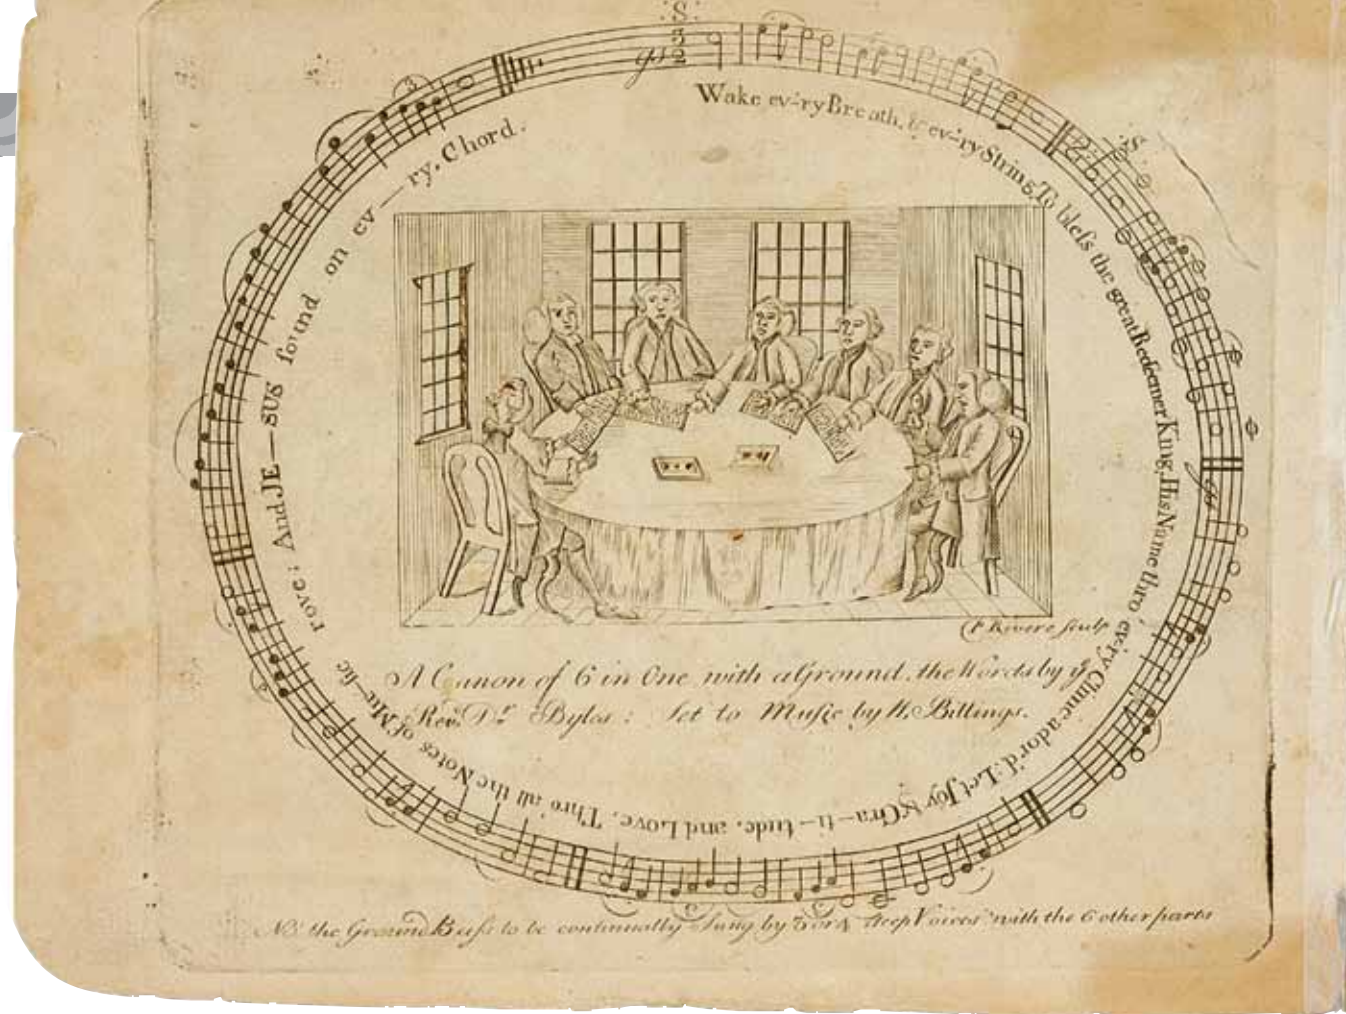 Wake ev'-ry Breath, & ev'-ry String, To bleſs the great Redeemer King, His Name thro' ev'-ry Clime ador'd: Let Joy & Gra-ti-tude, and Love, Thro' all the Notes of Mu-ſic rove; And JE-SUS ſound on ev-ry, Chord.
P Revere ſculp
A Canon of 6 in One with a Ground, the Words by yᵉ
Revᵈ Dʳ Byles: Set to Muſic by W. Billings.
NB the Ground Baſs to be continually Sung by 3 or 4 deep Voices with the 6 other parts